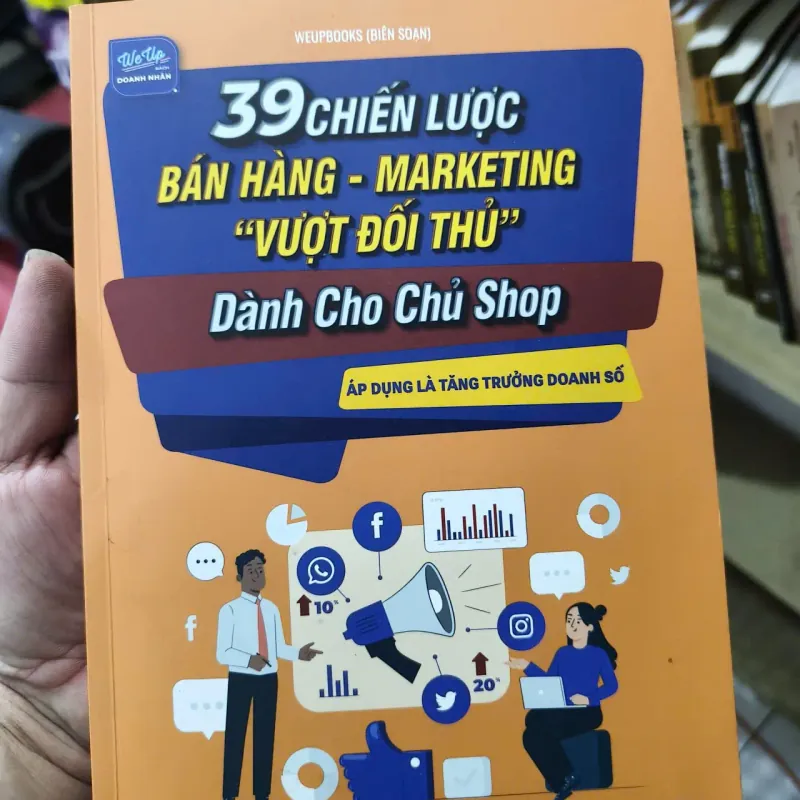 WEUPBOOKS (BIÊN SOẠN)
We Up
DOANH NHÂN
39 CHIẾN LƯỢC
BÁN HÀNG - MARKETING
“VƯỢT ĐỐI THỦ”
Dành Cho Chủ Shop
ÁP DỤNG LÀ TĂNG TRƯỞNG DOANH SỐ
10%
20%